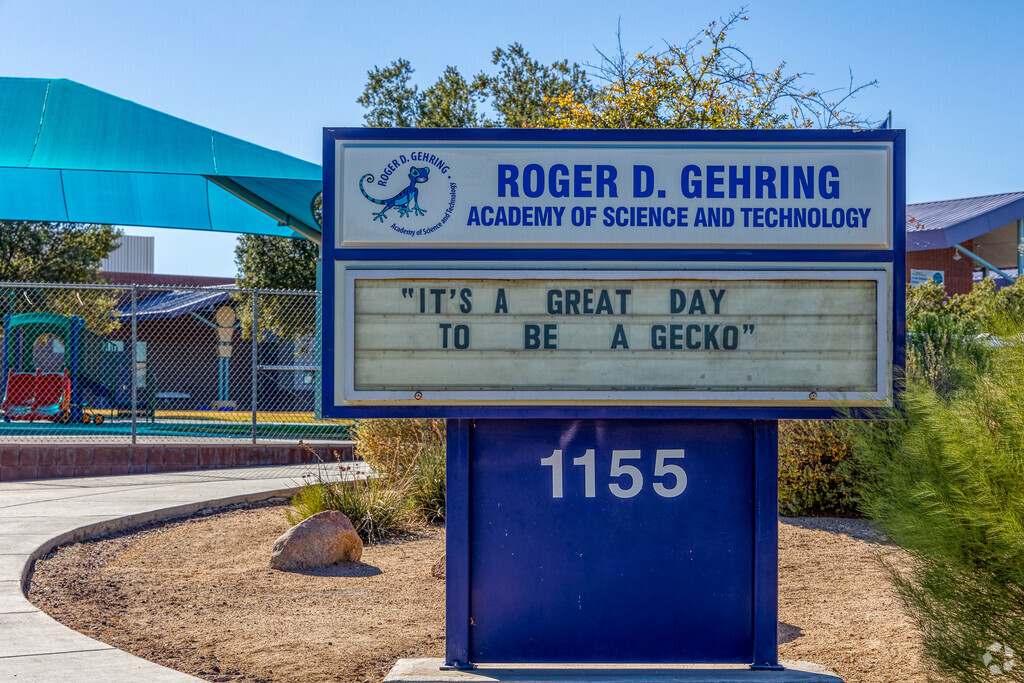 ROGER D. GEHRING
Academy of Science and Technology
ROGER D. GEHRING
ACADEMY OF SCIENCE AND TECHNOLOGY
"IT'S A GREAT DAY
TO BE A GECKO"
1155